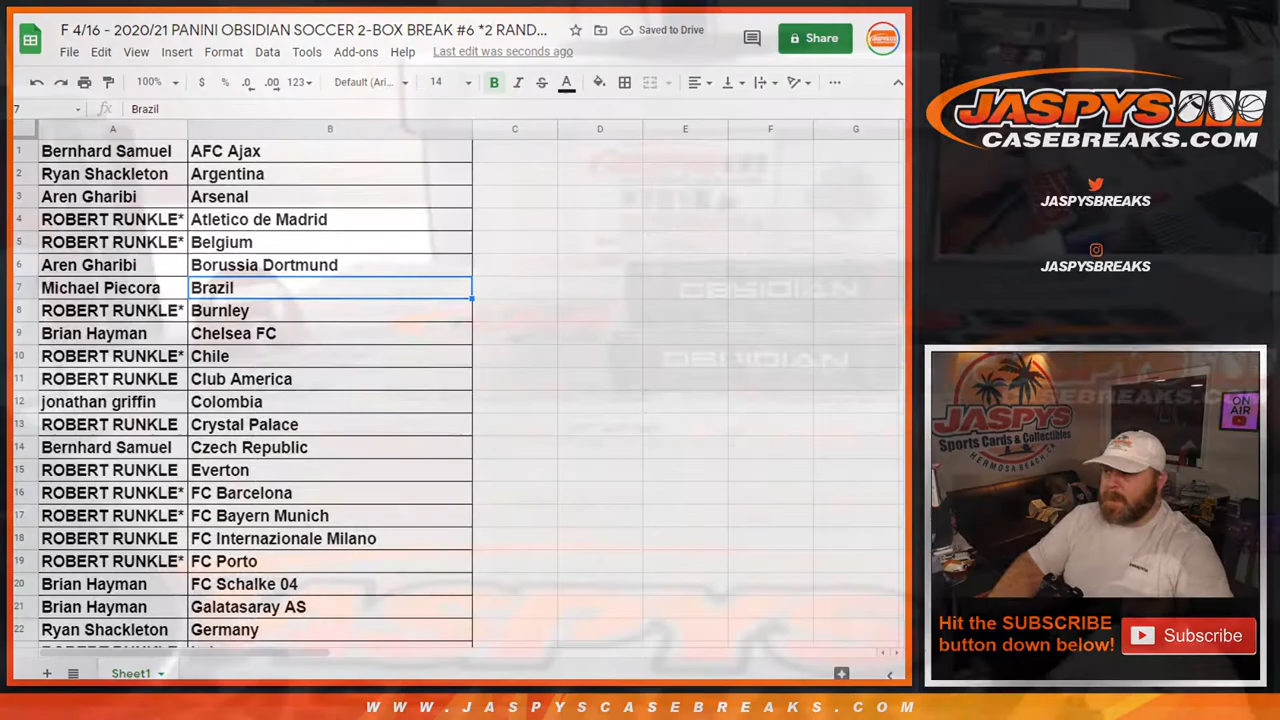 F 4/16 - 2020/21 PANINI OBSIDIAN SOCCER 2-BOX BREAK #6 *2 RAND...
Saved to Drive
Share
File Edit View Insert Format Data Tools Add-ons Help Last edit was seconds ago
100% $ % .0 .00 123 Default (Ari... 14 B I S A
7 fx Brazil
A B C D E F G
1 Bernhard Samuel AFC Ajax
2 Ryan Shackleton Argentina
3 Aren Gharibi Arsenal
4 ROBERT RUNKLE* Atletico de Madrid
5 ROBERT RUNKLE* Belgium
6 Aren Gharibi Borussia Dortmund
7 Michael Piecora Brazil
8 ROBERT RUNKLE* Burnley
9 Brian Hayman Chelsea FC
10 ROBERT RUNKLE* Chile
11 ROBERT RUNKLE Club America
12 jonathan griffin Colombia
13 ROBERT RUNKLE Crystal Palace
14 Bernhard Samuel Czech Republic
15 ROBERT RUNKLE Everton
16 ROBERT RUNKLE* FC Barcelona
17 ROBERT RUNKLE* FC Bayern Munich
18 ROBERT RUNKLE FC Internazionale Milano
19 ROBERT RUNKLE* FC Porto
20 Brian Hayman FC Schalke 04
21 Brian Hayman Galatasaray AS
22 Ryan Shackleton Germany
Sheet1
OBSIDIAN
OBSIDIAN
JASPYS
CASEBREAKS.COM
JASPYSBREAKS
JASPYSBREAKS
JASPYS
Sports Cards & Collectibles
HERMOSA BEACH, CA
ON AIR
Hit the SUBSCRIBE
button down below!
Subscribe
WWW.JASPYSCASEBREAKS.COM